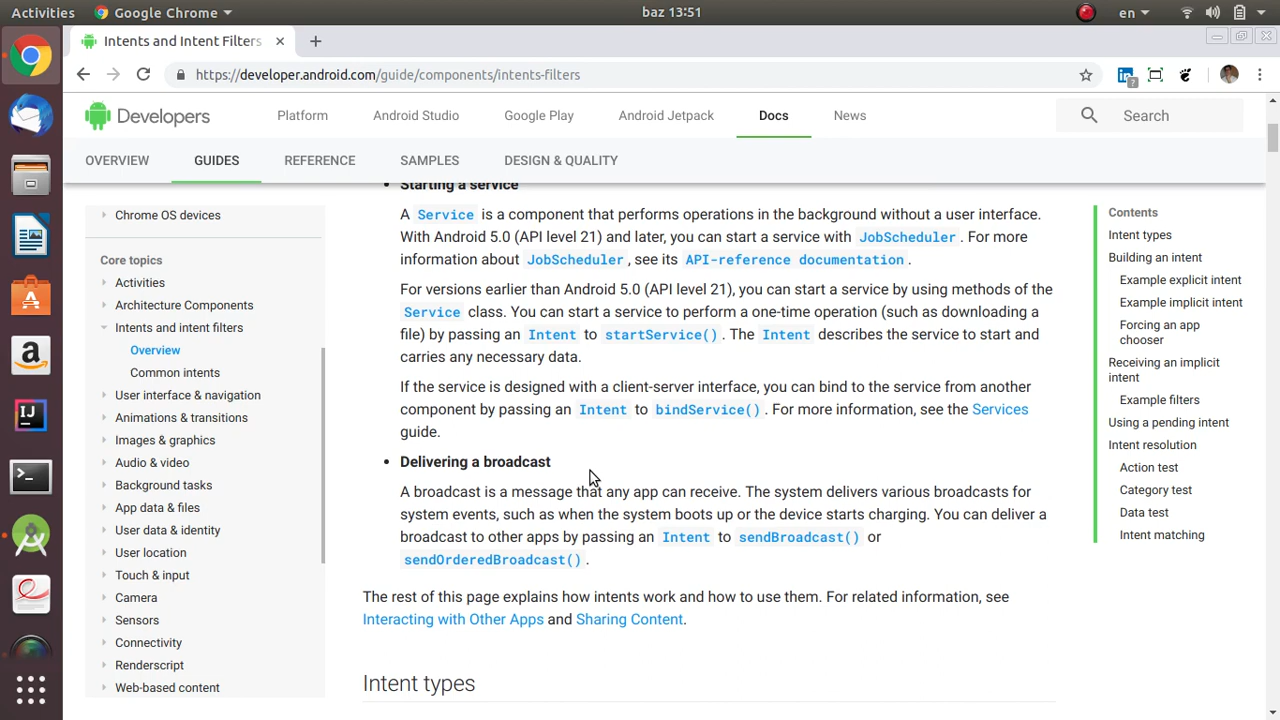 Activities
Google Chrome
baz 13:51
en
Intents and Intent Filters
https://developer.android.com/guide/components/intents-filters
Developers
Platform
Android Studio
Google Play
Android Jetpack
Docs
News
Search
OVERVIEW
GUIDES
REFERENCE
SAMPLES
DESIGN & QUALITY
Chrome OS devices
Core topics
Activities
Architecture Components
Intents and intent filters
Overview
Common intents
User interface & navigation
Animations & transitions
Images & graphics
Audio & video
Background tasks
App data & files
User data & identity
User location
Touch & input
Camera
Sensors
Connectivity
Renderscript
Web-based content
• Starting a service
A Service is a component that performs operations in the background without a user interface.
With Android 5.0 (API level 21) and later, you can start a service with JobScheduler. For more
information about JobScheduler, see its API-reference documentation.
For versions earlier than Android 5.0 (API level 21), you can start a service by using methods of the
Service class. You can start a service to perform a one-time operation (such as downloading a
file) by passing an Intent to startService(). The Intent describes the service to start and
carries any necessary data.
If the service is designed with a client-server interface, you can bind to the service from another
component by passing an Intent to bindService(). For more information, see the Services
guide.
• Delivering a broadcast
A broadcast is a message that any app can receive. The system delivers various broadcasts for
system events, such as when the system boots up or the device starts charging. You can deliver a
broadcast to other apps by passing an Intent to sendBroadcast() or
sendOrderedBroadcast().
The rest of this page explains how intents work and how to use them. For related information, see
Interacting with Other Apps and Sharing Content.
Intent types
Contents
Intent types
Building an intent
Example explicit intent
Example implicit intent
Forcing an app
chooser
Receiving an implicit
intent
Example filters
Using a pending intent
Intent resolution
Action test
Category test
Data test
Intent matching